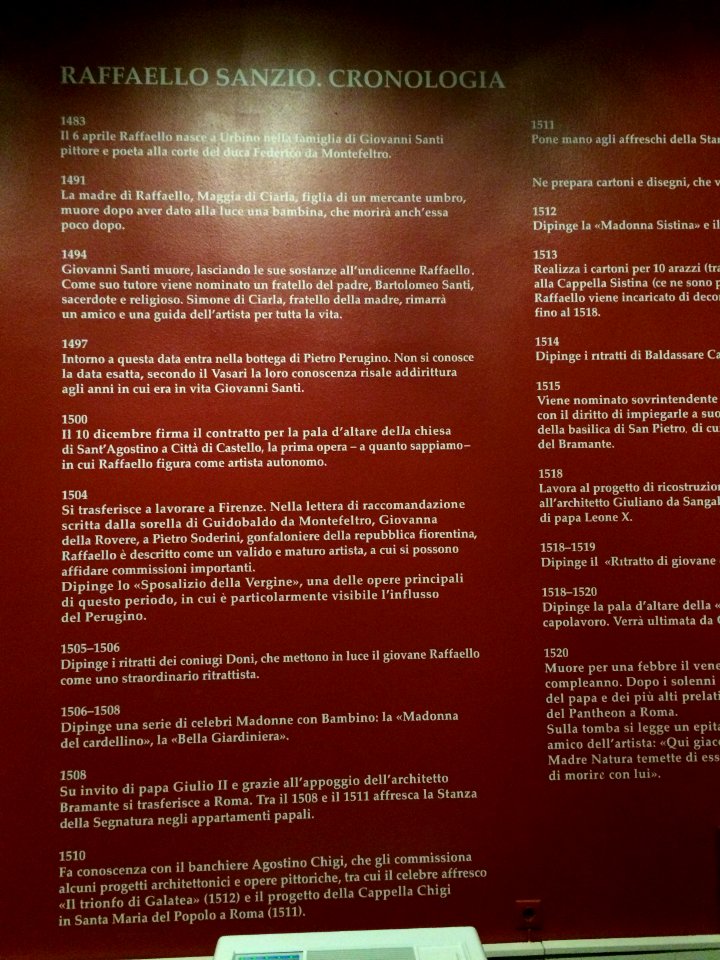 RAFFAELLO SANZIO. CRONOLOGIA
1483
Il 6 aprile Raffaello nasce a Urbino nella famiglia di Giovanni Santi
pittore e poeta alla corte del duca Federico da Montefeltro.
1491
La madre di Raffaello, Maggia di Ciarla, figlia di un mercante umbro,
muore dopo aver dato alla luce una bambina, che morirà anch'essa
poco dopo.
1494
Giovanni Santi muore, lasciando le sue sostanze all'undicenne Raffaello.
Come suo tutore viene nominato un fratello del padre, Bartolomeo Santi,
sacerdote e religioso. Simone di Ciarla, fratello della madre, rimarrà
un amico e una guida dell'artista per tutta la vita.
1497
Intorno a questa data entra nella bottega di Pietro Perugino. Non si conosce
la data esatta, secondo il Vasari la loro conoscenza risale addirittura
agli anni in cui era in vita Giovanni Santi.
1500
Il 10 dicembre firma il contratto per la pala d'altare della chiesa
di Sant'Agostino a Città di Castello, la prima opera – a quanto sappiamo–
in cui Raffaello figura come artista autonomo.
1504
Si trasferisce a lavorare a Firenze. Nella lettera di raccomandazione
scritta dalla sorella di Guidobaldo da Montefeltro, Giovanna
della Rovere, a Pietro Soderini, gonfaloniere della repubblica fiorentina,
Raffaello è descritto come un valido e maturo artista, a cui si possono
affidare commissioni importanti.
Dipinge lo «Sposalizio della Vergine», una delle opere principali
di questo periodo, in cui è particolarmente visibile l'influsso
del Perugino.
1505–1506
Dipinge i ritratti dei coniugi Doni, che mettono in luce il giovane Raffaello
come uno straordinario ritrattista.
1506–1508
Dipinge una serie di celebri Madonne con Bambino: la «Madonna
del cardellino», la «Bella Giardiniera».
1508
Su invito di papa Giulio II e grazie all'appoggio dell'architetto
Bramante si trasferisce a Roma. Tra il 1508 e il 1511 affresca la Stanza
della Segnatura negli appartamenti papali.
1510
Fa conoscenza con il banchiere Agostino Chigi, che gli commissiona
alcuni progetti architettonici e opere pittoriche, tra cui il celebre affresco
«Il trionfo di Galatea» (1512) e il progetto della Cappella Chigi
in Santa Maria del Popolo a Roma (1511).
1511
Pone mano agli affreschi della Star
Ne prepara cartoni e disegni, che v
1512
Dipinge la «Madonna Sistina» e il
1513
Realizza i cartoni per 10 arazzi (tra
alla Cappella Sistina (ce ne sono p
Raffaello viene incaricato di decor
fino al 1518.
1514
Dipinge i ritratti di Baldassare Ca
1515
Viene nominato sovrintendente
con il diritto di impiegarle a suo
della basilica di San Pietro, di cu
del Bramante.
1518
Lavora al progetto di ricostruzion
all'architetto Giuliano da Sangal
di papa Leone X.
1518–1519
Dipinge il «Ritratto di giovane
1518–1520
Dipinge la pala d'altare della «
capolavoro. Verrà ultimata da
1520
Muore per una febbre il vene
compleanno. Dopo i solenni
del papa e dei più alti prelati
del Pantheon a Roma.
Sulla tomba si legge un epita
amico dell'artista: «Qui giace
Madre Natura temette di ess
di morire con lui».